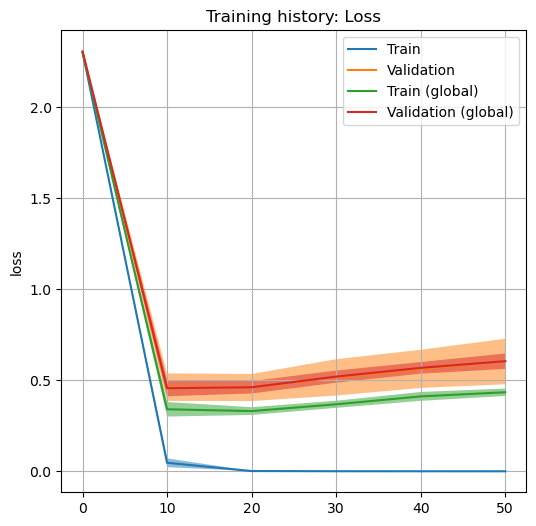 Training history: Loss
Train
Validation
Train (global)
Validation (global)
loss
2.0
1.5
1.0
0.5
0.0
0 10 20 30 40 50